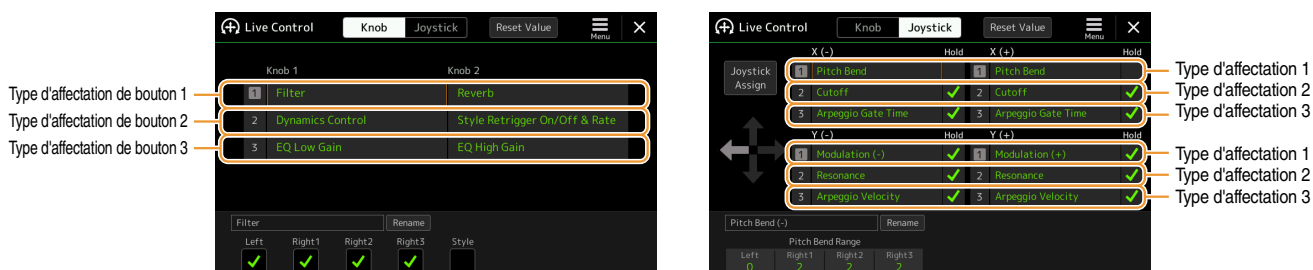 Live Control Knob Joystick Reset Value Menu
Knob 1 Knob 2
Type d'affectation de bouton 1
1 Filter Reverb
Type d'affectation de bouton 2
2 Dynamics Control Style Retrigger On/Off & Rate
Type d'affectation de bouton 3
3 EQ Low Gain EQ High Gain
Filter Rename
Left Right1 Right2 Right3 Style
Live Control Knob Joystick Reset Value Menu
X (-) Hold X (+) Hold
Joystick Assign
1 Pitch Bend 1 Pitch Bend
Type d'affectation 1
2 Cutoff 2 Cutoff
Type d'affectation 2
3 Arpeggio Gate Time 3 Arpeggio Gate Time
Type d'affectation 3
Y (-) Hold Y (+) Hold
1 Modulation (-) 1 Modulation (+)
Type d'affectation 1
2 Resonance 2 Resonance
Type d'affectation 2
3 Arpeggio Velocity 3 Arpeggio Velocity
Type d'affectation 3
Pitch Bend (-) Rename
Pitch Bend Range
Left Right1 Right2 Right3
0 2 2 2